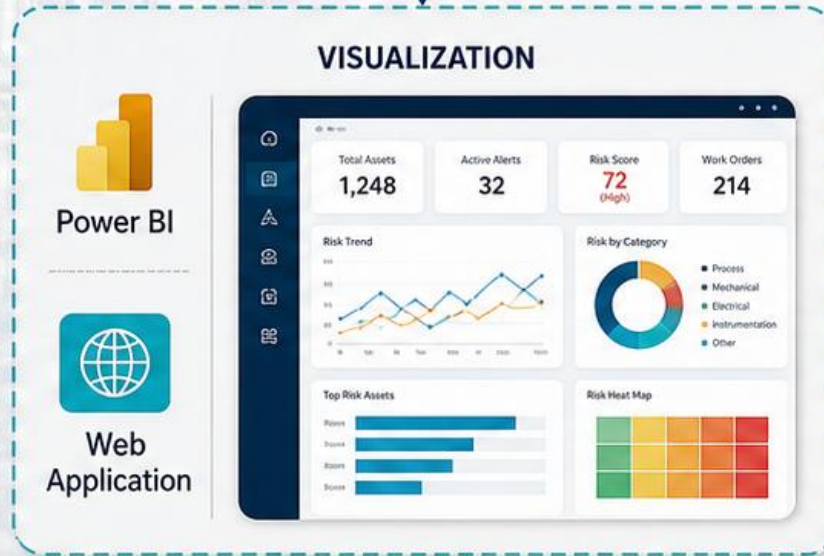 VISUALIZATION
Power BI
Web
Application
Total Assets
1,248
Active Alerts
32
Risk Score
72
(High)
Work Orders
214
Risk Trend
Risk by Category
Process
Mechanical
Electrical
Instrumentation
Other
Top Risk Assets
Risk Heat Map